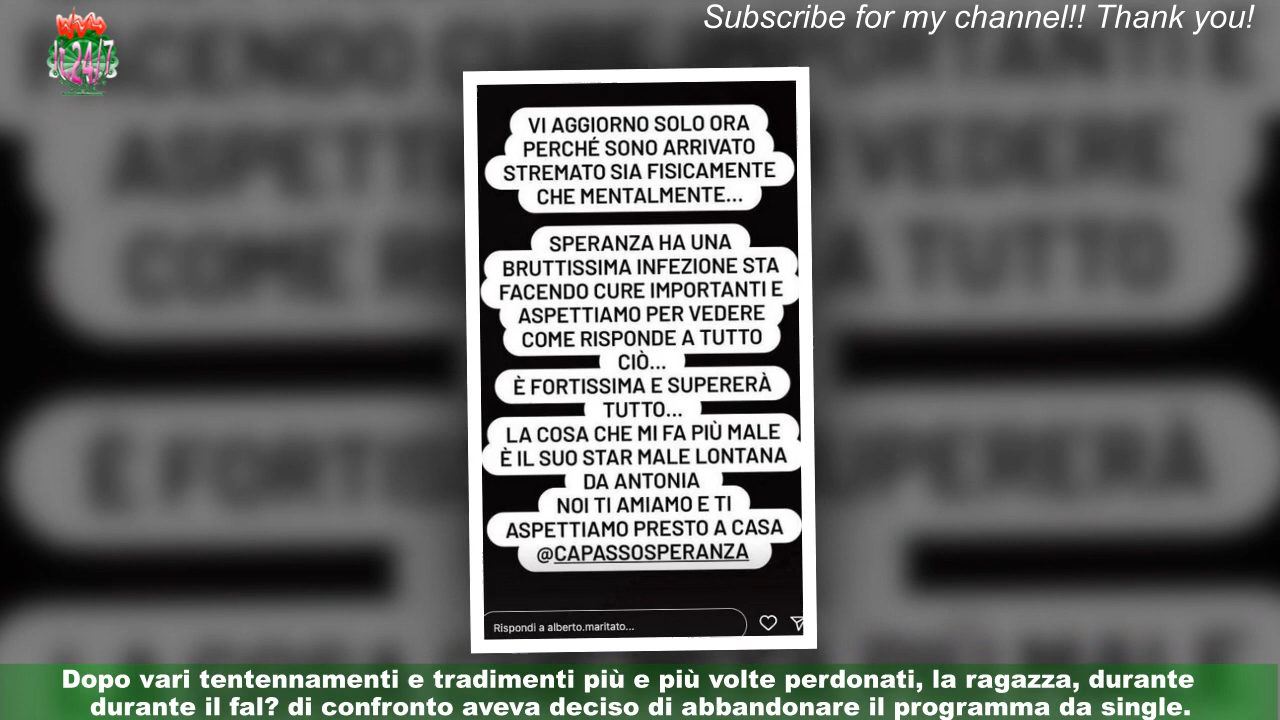 Subscribe for my channel!! Thank you!
VI AGGIORNO SOLO ORA
PERCHÉ SONO ARRIVATO
STREMATO SIA FISICAMENTE
CHE MENTALMENTE...
SPERANZA HA UNA
BRUTTISSIMA INFEZIONE STA
FACENDO CURE IMPORTANTI E
ASPETTIAMO PER VEDERE
COME RISPONDE A TUTTO
CIÒ...
È FORTISSIMA E SUPERERÀ
TUTTO...
LA COSA CHE MI FA PIÙ MALE
È IL SUO STAR MALE LONTANA
DA ANTONIA
NOI TI AMIAMO E TI
ASPETTIAMO PRESTO A CASA
@CAPASSOSPERANZA
Rispondi a alberto.maritato...
Dopo vari tentennamenti e tradimenti più e più volte perdonati, la ragazza, durante
durante il fal? di confronto aveva deciso di abbandonare il programma da single.